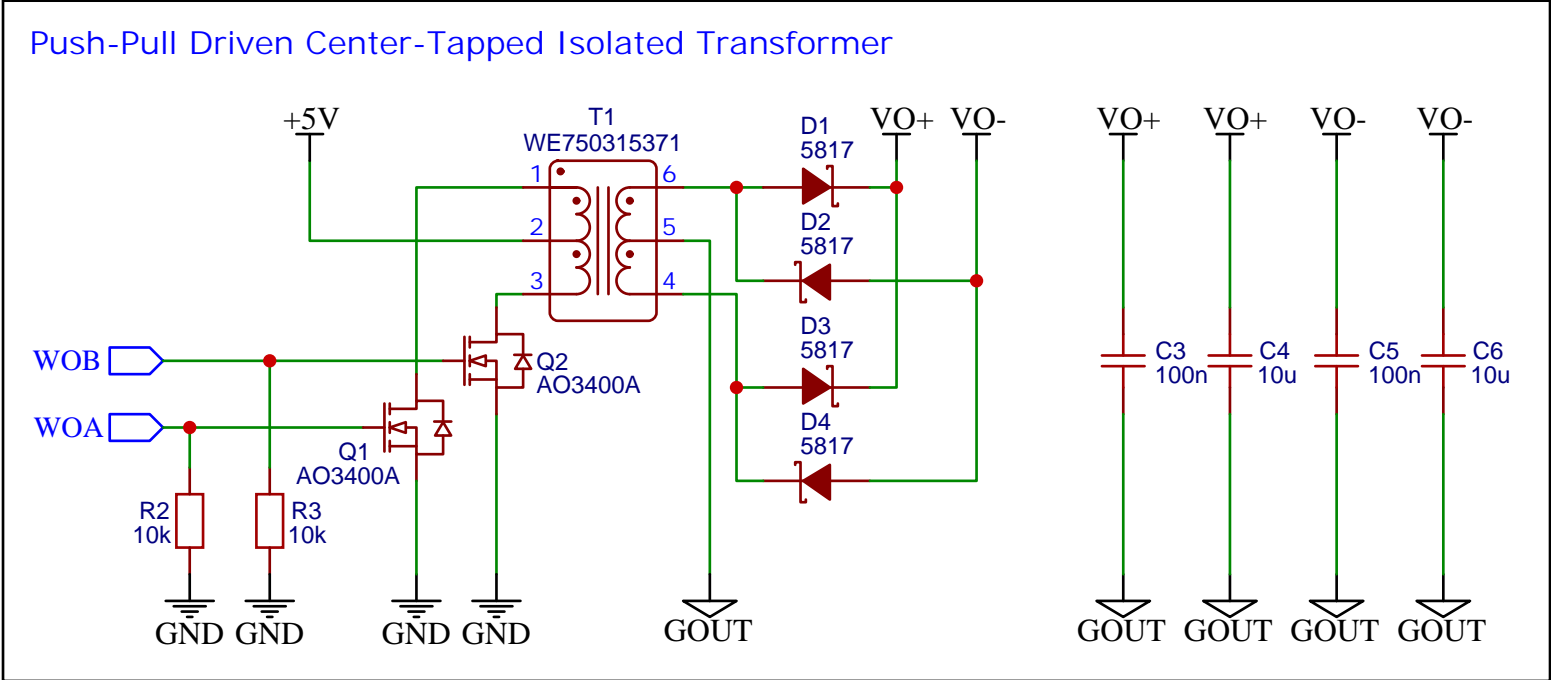 Push-Pull Driven Center-Tapped Isolated Transformer
+5V
T1
WE750315371
1
2
3
6
5
4
D1
5817
D2
5817
D3
5817
D4
5817
VO+
VO-
VO+
VO+
VO-
VO-
WOB
WOA
Q2
AO3400A
Q1
AO3400A
R2
10k
R3
10k
C3
100n
C4
10u
C5
100n
C6
10u
GND
GND
GND
GND
GOUT
GOUT
GOUT
GOUT
GOUT